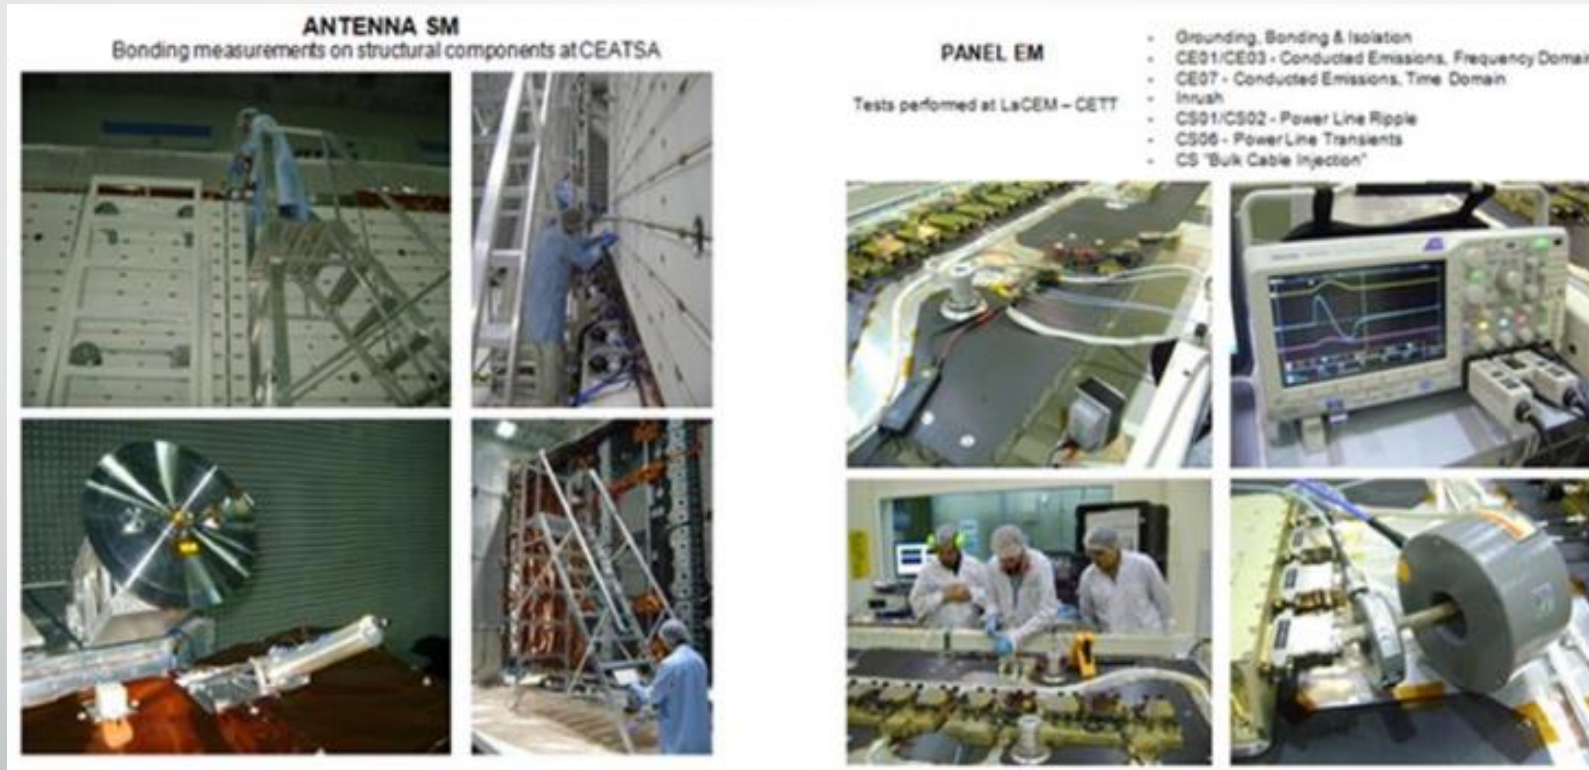 ANTENNA SM
Bonding measurements on structural components at CEATSA
PANEL EM
Tests performed at LaCEM – CETT
- Grounding, Bonding & Isolation
- CE01/CE03 - Conducted Emissions, Frequency Domain
- CE07 - Conducted Emissions, Time Domain
- Inrush
- CS01/CS02 - Power Line Ripple
- CS06 - Power Line Transients
- CS "Bulk Cable Injection"